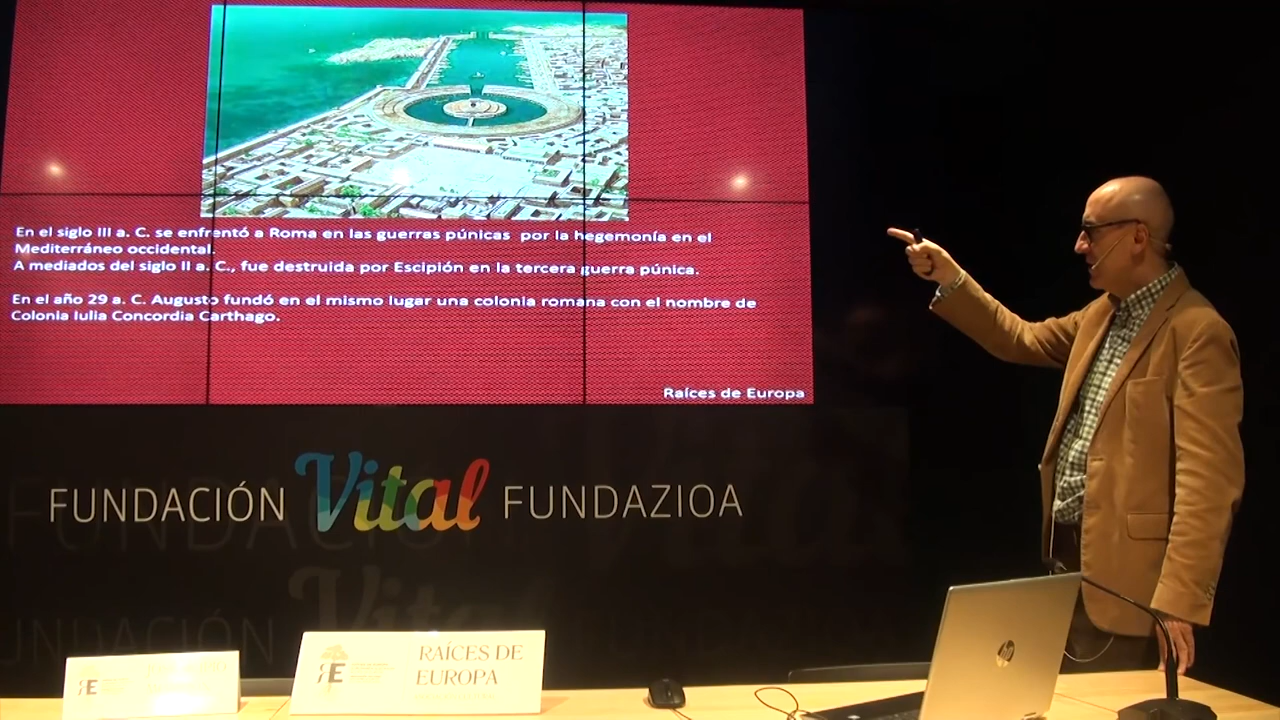 En el siglo III a. C. se enfrentó a Roma en las guerras púnicas por la hegemonía en el
Mediterráneo occidental.
A mediados del siglo II a. C., fue destruida por Escipión en la tercera guerra púnica.
En el año 29 a. C. Augusto fundó en el mismo lugar una colonia romana con el nombre de
Colonia Iulia Concordia Carthago.
Raíces de Europa
FUNDACIÓN Vital FUNDAZIOA
RE
RE
RAÍCES DE
EUROPA
hp